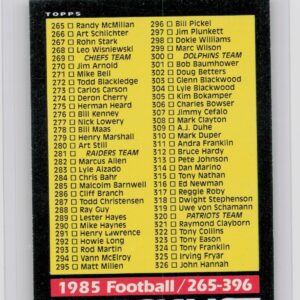 TOPPS
265 □ Randy McMillan
266 □ Art Schlichter
267 □ Rohn Stark
268 □ Leo Wisniewski
269 □ CHIEFS TEAM
270 □ Jim Arnold
271 □ Mike Bell
272 □ Todd Blackledge
273 □ Carlos Carson
274 □ Deron Cherry
275 □ Herman Heard
276 □ Bill Kenney
277 □ Nick Lowery
278 □ Bill Maas
279 □ Henry Marshall
280 □ Art Still
281 □ RAIDERS TEAM
282 □ Marcus Allen
283 □ Lyle Alzado
284 □ Chris Bahr
285 □ Malcolm Barnwell
286 □ Cliff Branch
287 □ Todd Christensen
288 □ Ray Guy
289 □ Lester Hayes
290 □ Mike Haynes
291 □ Henry Lawrence
292 □ Howie Long
293 □ Rod Martin
294 □ Vann McElroy
295 □ Matt Millen
296 □ Bill Pickel
297 □ Jim Plunkett
298 □ Dokie Williams
299 □ Marc Wilson
300 □ DOLPHINS TEAM
301 □ Bob Baumhower
302 □ Doug Betters
303 □ Glenn Blackwood
304 □ Lyle Blackwood
305 □ Kim Bokamper
306 □ Charles Bowser
307 □ Jimmy Cefalo
308 □ Mark Clayton
309 □ A.J. Duhe
310 □ Mark Duper
311 □ Andra Franklin
312 □ Bruce Hardy
313 □ Pete Johnson
314 □ Dan Marino
315 □ Tony Nathan
316 □ Ed Newman
317 □ Reggie Roby
318 □ Dwight Stephenson
319 □ Uwe von Schamann
320 □ PATRIOTS TEAM
321 □ Raymond Clayborn
322 □ Tony Collins
323 □ Tony Eason
324 □ Tony Franklin
325 □ Irving Fryar
326 □ John Hannah
1985 Football/265-396